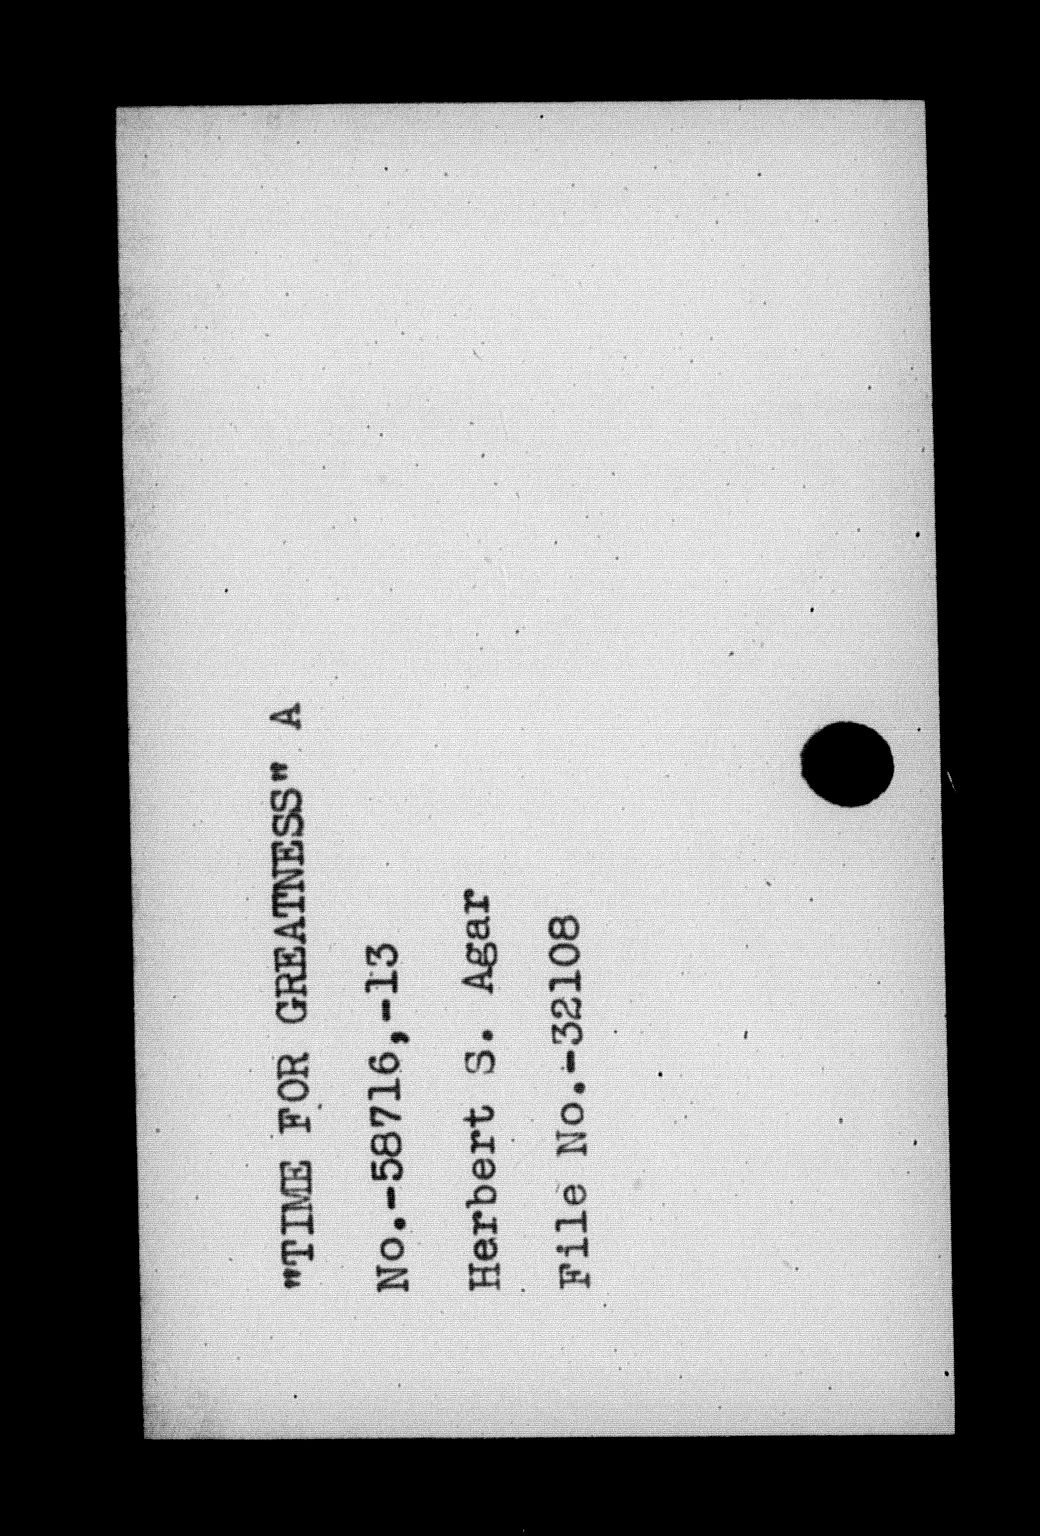 "TIME FOR GREATNESS" A
No.-58716,-13
Herbert S. Agar
File No.-32108